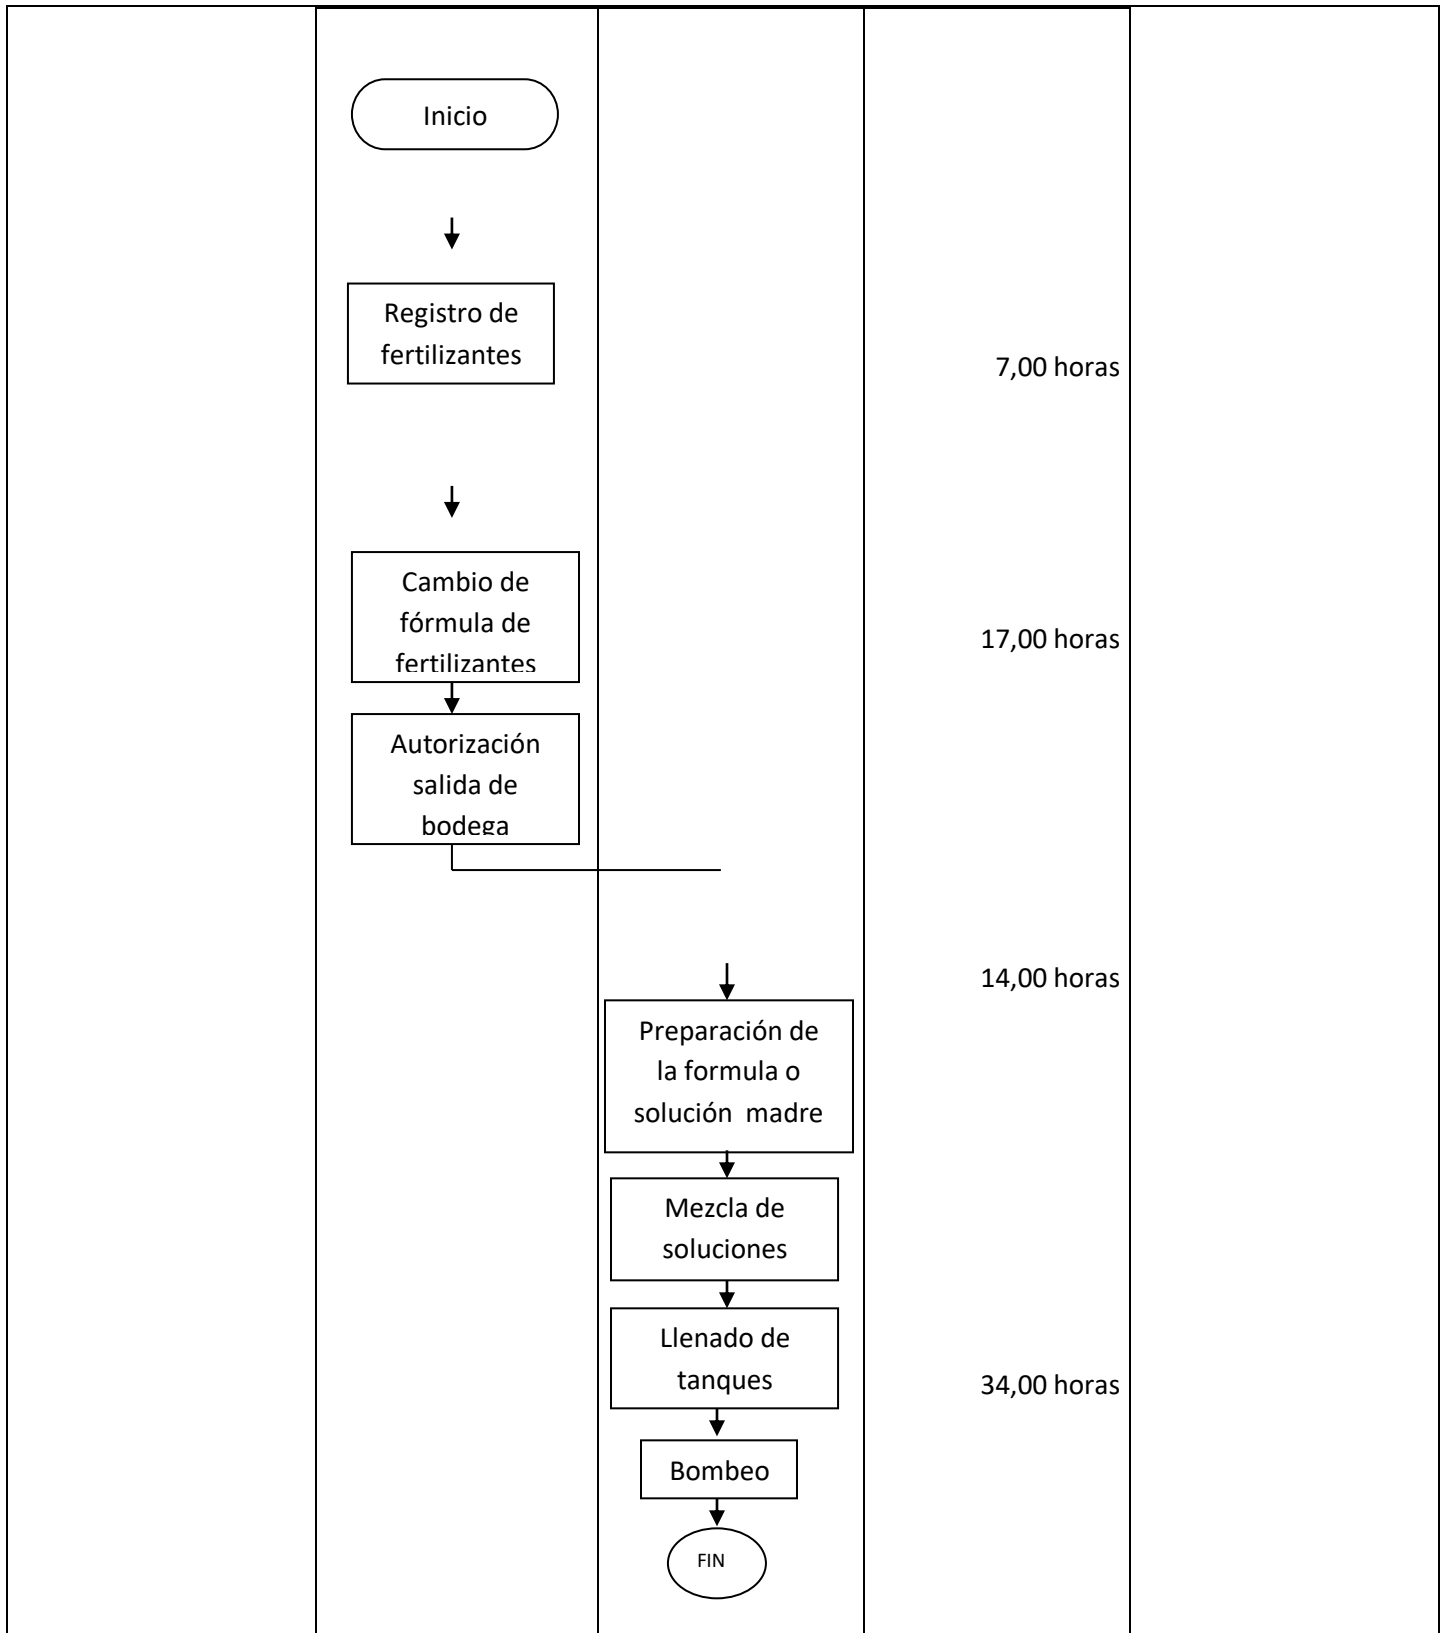 Inicio
Registro de
fertilizantes
7,00 horas
Cambio de
fórmula de
fertilizantes
17,00 horas
Autorización
salida de
bodega
14,00 horas
Preparación de
la formula o
solución  madre
Mezcla de
soluciones
Llenado de
tanques
34,00 horas
Bombeo
FIN